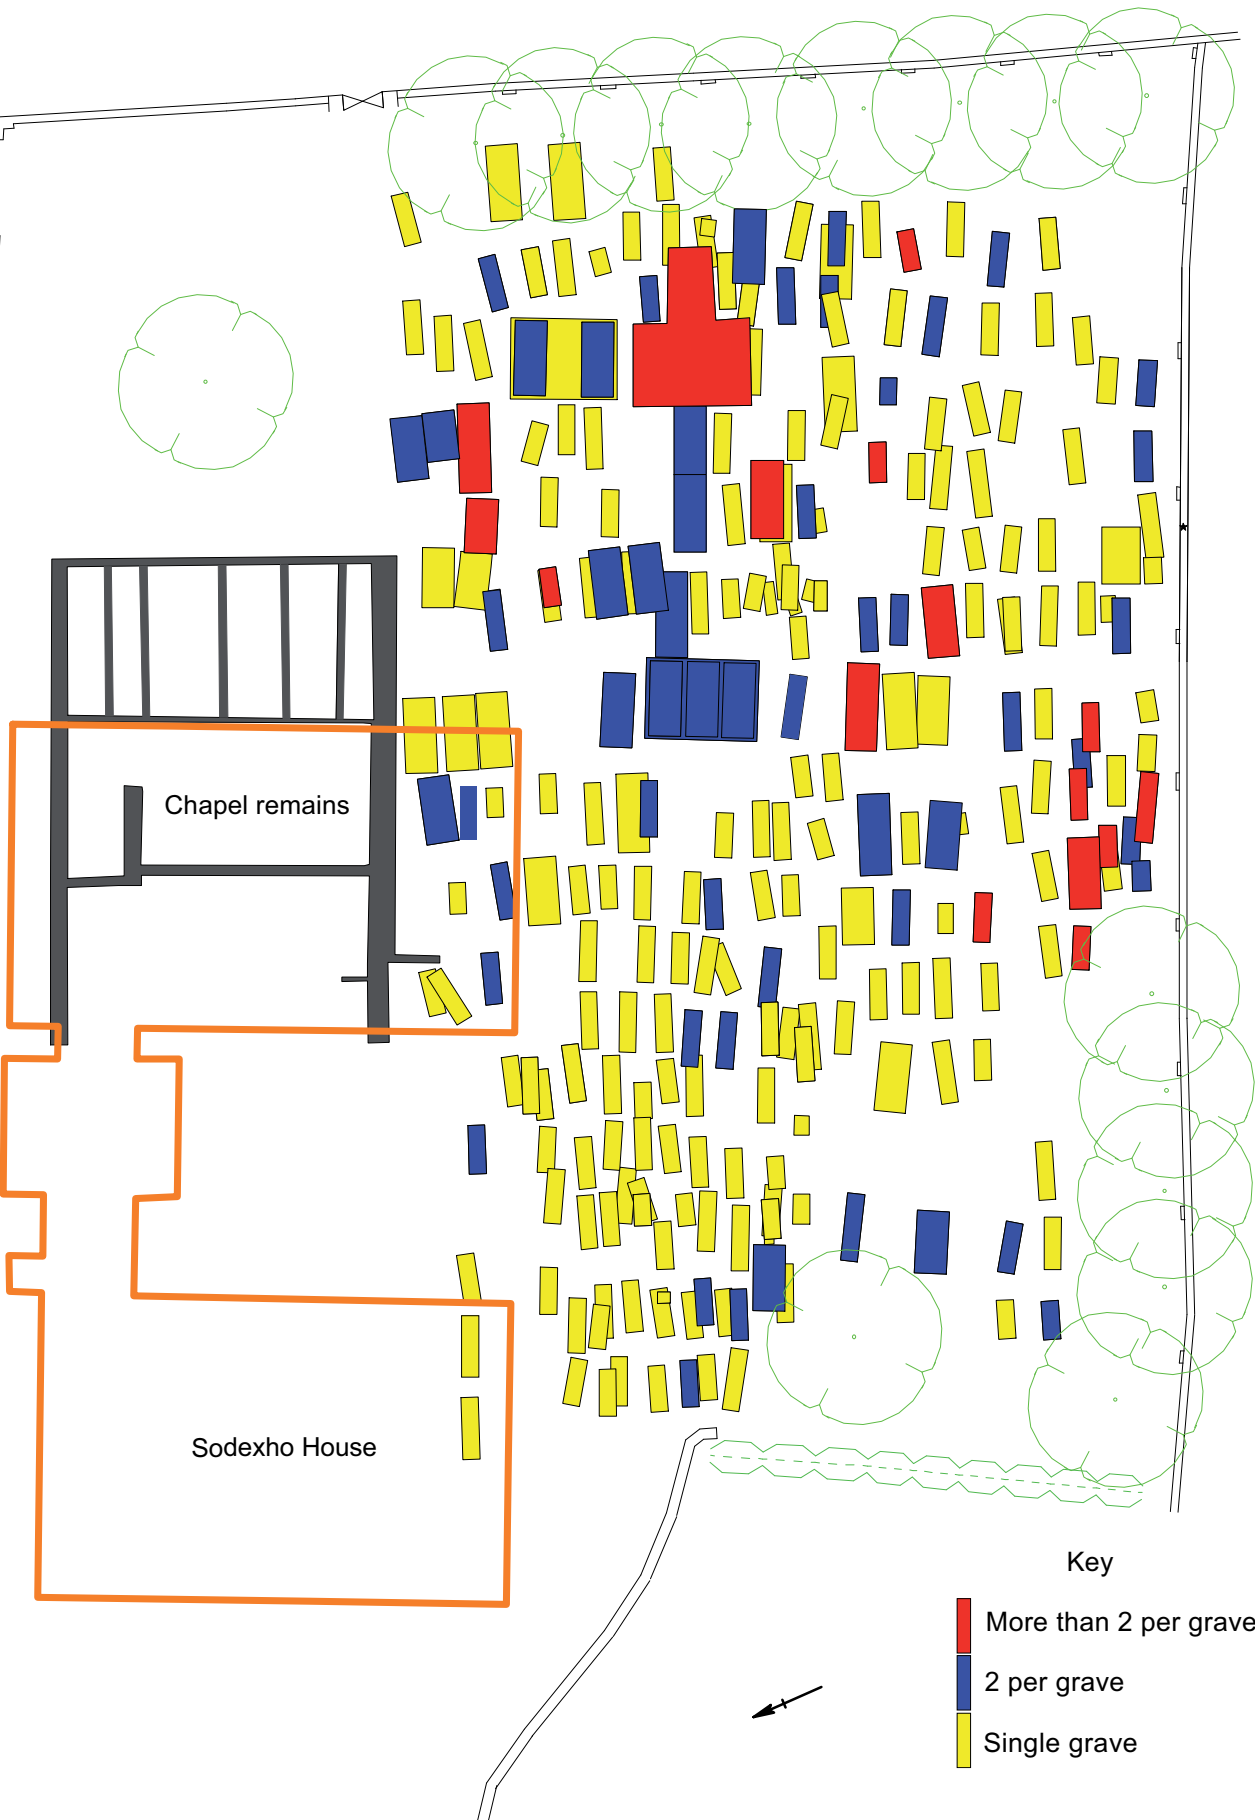 Chapel remains
Sodexho House
Key
More than 2 per grave
2 per grave
Single grave